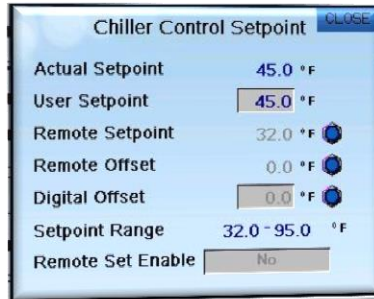 Chiller Control Setpoint CLOSE
Actual Setpoint 45.0 °F
User Setpoint 45.0 °F
Remote Setpoint 32.0 °F
Remote Offset 0.0 °F
Digital Offset 0.0 °F
Setpoint Range 32.0 - 95.0 °F
Remote Set Enable No